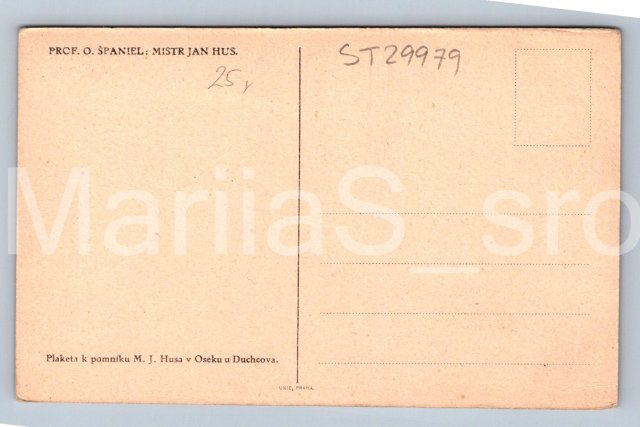 PROF. O. ŠPANIEL: MISTR JAN HUS.
ST29979
25,
MariiaS_sro
Plaketa k pomníku M. J. Husa v Oseku u Duchcova.
UNIE, PRAHA.